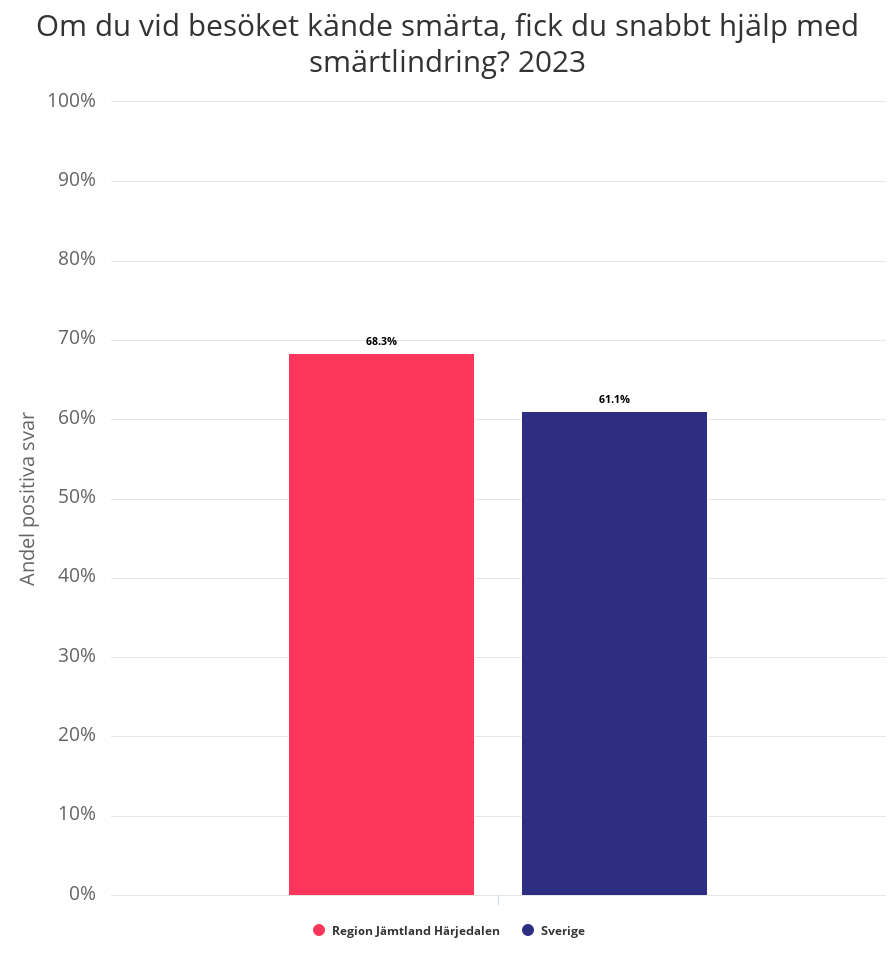 Om du vid besöket kände smärta, fick du snabbt hjälp med
smärtlindring? 2023
100%
90%
80%
70%
60%
50%
40%
30%
20%
10%
0%
Andel positiva svar
68.3%
61.1%
Region Jämtland Härjedalen
Sverige